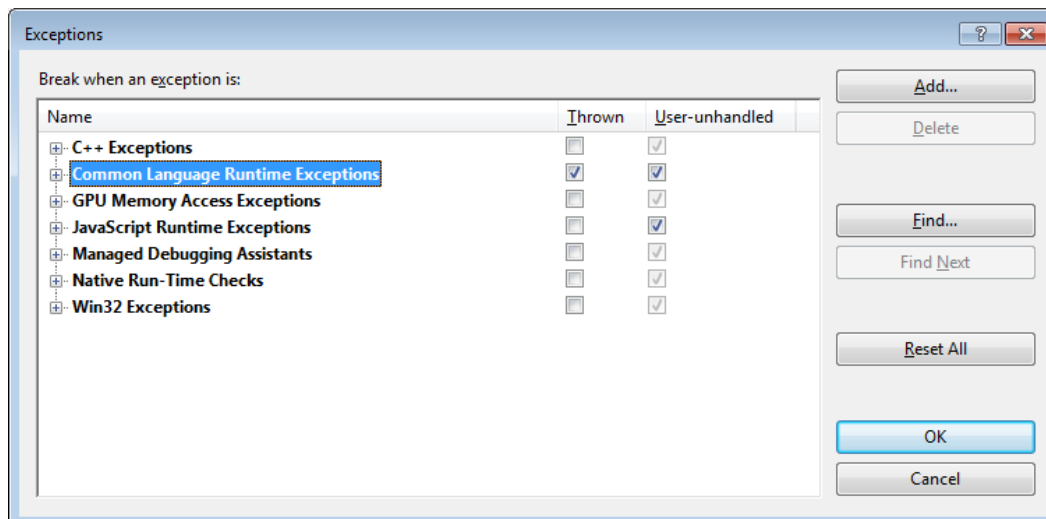 Exceptions
Break when an exception is:
Name Thrown User-unhandled
C++ Exceptions
Common Language Runtime Exceptions
GPU Memory Access Exceptions
JavaScript Runtime Exceptions
Managed Debugging Assistants
Native Run-Time Checks
Win32 Exceptions
Add...
Delete
Find...
Find Next
Reset All
OK
Cancel